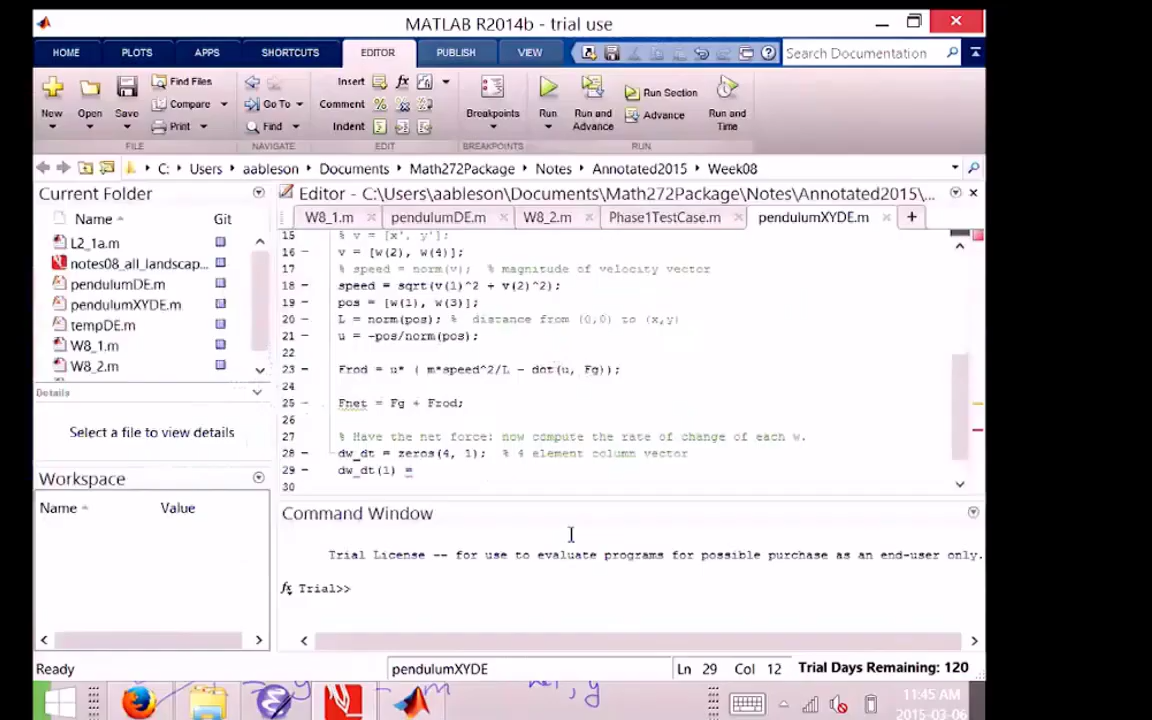 MATLAB R2014b - trial use
HOME PLOTS APPS SHORTCUTS EDITOR PUBLISH VIEW Search Documentation
New Open Save Find Files Compare Print Insert fx Comment Indent Go To Find Breakpoints Run Run and Advance Run Section Advance Run and Time
FILE NAVIGATE EDIT BREAKPOINTS RUN
C: Users aableson Documents Math272Package Notes Annotated2015 Week08
Current Folder
Name Git
L2_1a.m
notes08_all_landscap...
pendulumDE.m
pendulumXYDE.m
tempDE.m
W8_1.m
W8_2.m
Details
Select a file to view details
Workspace
Name Value
Editor - C:\Users\aableson\Documents\Math272Package\Notes\Annotated2015\...
W8_1.m pendulumDE.m W8_2.m Phase1TestCase.m pendulumXYDE.m +
15 % v = [x', y'];
16 - v = [w(2), w(4)];
17 % speed = norm(v); % magnitude of velocity vector
18 - speed = sqrt(v(1)^2 + v(2)^2);
19 - pos = [w(1), w(3)];
20 - L = norm(pos); % distance from (0,0) to (x,y)
21 - u = -pos/norm(pos);
22
23 - Frod = u* ( m*speed^2/L - dot(u, Fg));
24
25 - Fnet = Fg + Frod;
26
27 % Have the net force: now compute the rate of change of each w.
28 - dw_dt = zeros(4, 1); % 4 element column vector
29 - dw_dt(1) =
30
Command Window
Trial License -- for use to evaluate programs for possible purchase as an end-user only.
fx Trial>>
Ready pendulumXYDE Ln 29 Col 12 Trial Days Remaining: 120
y m , y
11:45 AM
2015-03-06